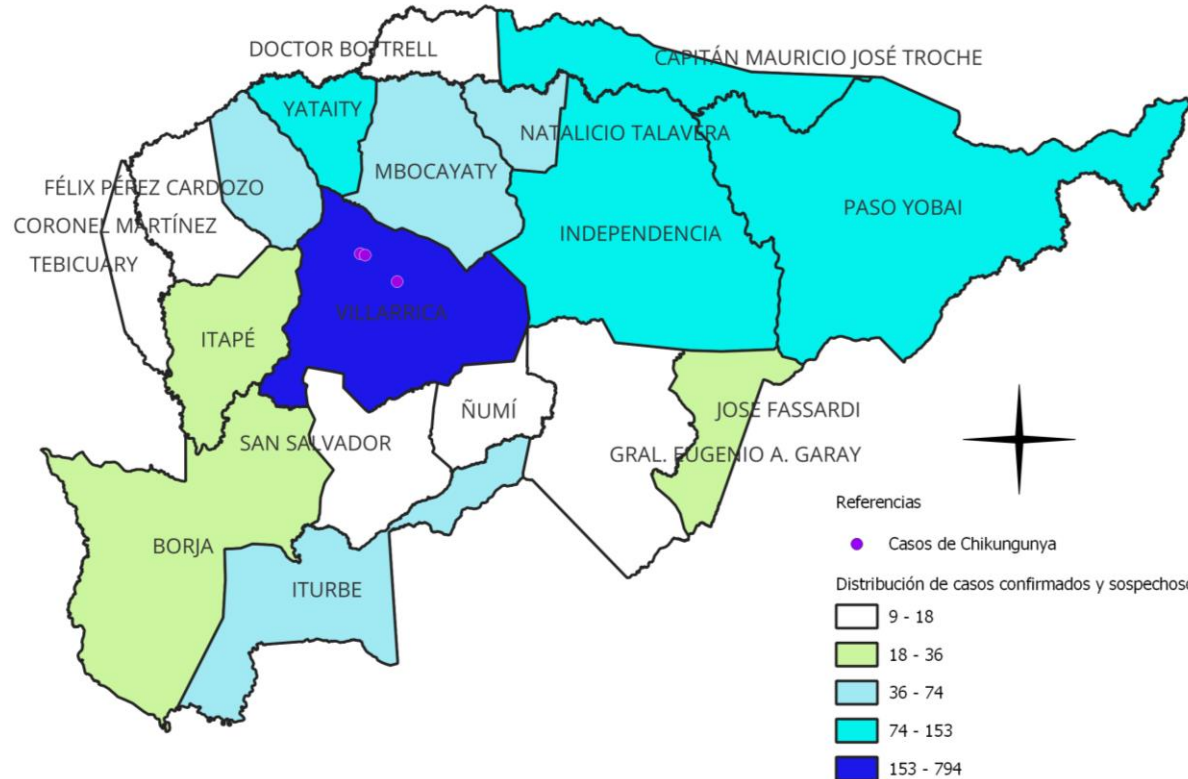 DOCTOR BOTTRELL
CAPITÁN MAURICIO JOSÉ TROCHE
YATAITY
NATALICIO TALAVERA
MBOCAYATY
FÉLIX PÉREZ CARDOZO
PASO YOBAI
CORONEL MARTÍNEZ
INDEPENDENCIA
TEBICUARY
VILLARRICA
ITAPÉ
ÑUMÍ
JOSE FASSARDI
SAN SALVADOR
GRAL. EUGENIO A. GARAY
BORJA
ITURBE
Referencias
Casos de Chikungunya
Distribución de casos confirmados y sospechoso
9 - 18
18 - 36
36 - 74
74 - 153
153 - 794